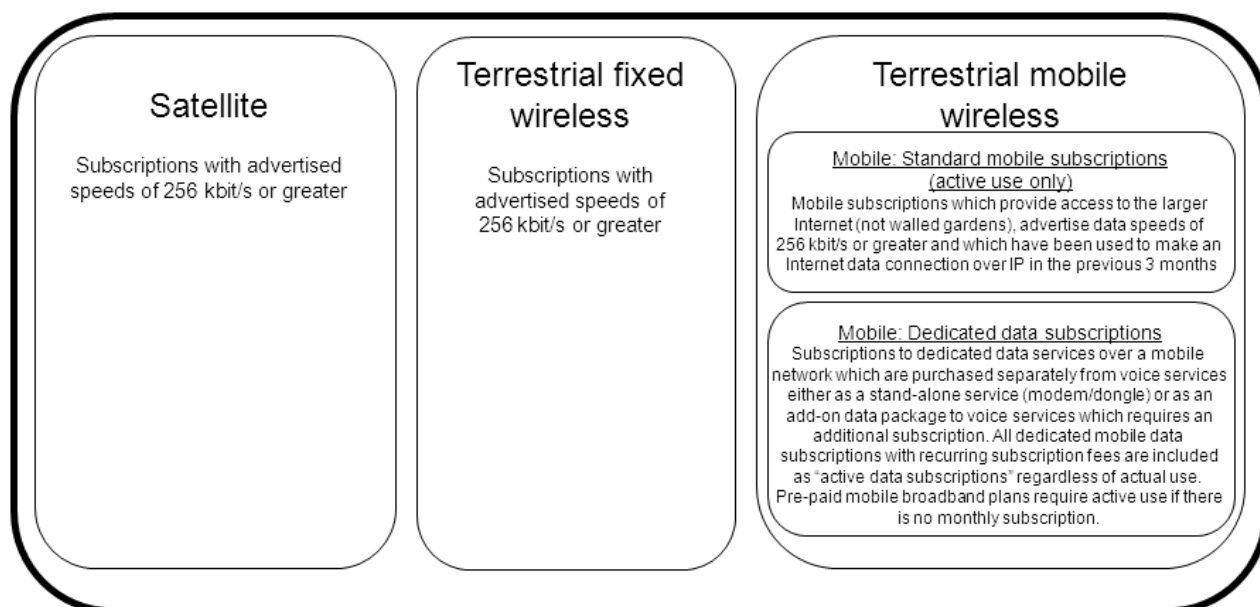 Satellite
Subscriptions with advertised
speeds of 256 kbit/s or greater
Terrestrial fixed
wireless
Subscriptions with
advertised speeds of
256 kbit/s or greater
Terrestrial mobile
wireless
Mobile: Standard mobile subscriptions
(active use only)
Mobile subscriptions which provide access to the larger
Internet (not walled gardens), advertise data speeds of
256 kbit/s or greater and which have been used to make an
Internet data connection over IP in the previous 3 months
Mobile: Dedicated data subscriptions
Subscriptions to dedicated data services over a mobile
network which are purchased separately from voice services
either as a stand-alone service (modem/dongle) or as an
add-on data package to voice services which requires an
additional subscription. All dedicated mobile data
subscriptions with recurring subscription fees are included
as “active data subscriptions” regardless of actual use.
Pre-paid mobile broadband plans require active use if there
is no monthly subscription.